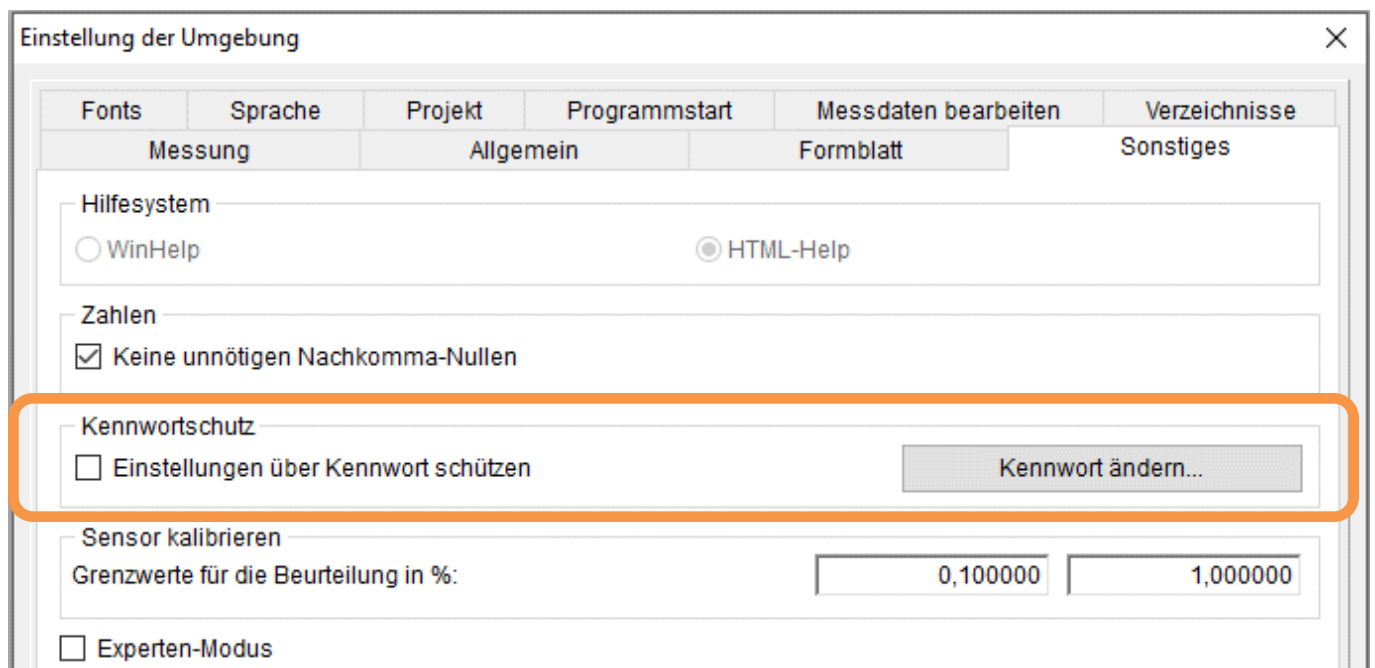 Einstellung der Umgebung
Fonts Sprache Projekt Programmstart Messdaten bearbeiten Verzeichnisse
Messung Allgemein Formblatt Sonstiges
Hilfesystem
WinHelp HTML-Help
Zahlen
Keine unnötigen Nachkomma-Nullen
Kennwortschutz
Einstellungen über Kennwort schützen Kennwort ändern...
Sensor kalibrieren
Grenzwerte für die Beurteilung in %: 0,100000 1,000000
Experten-Modus